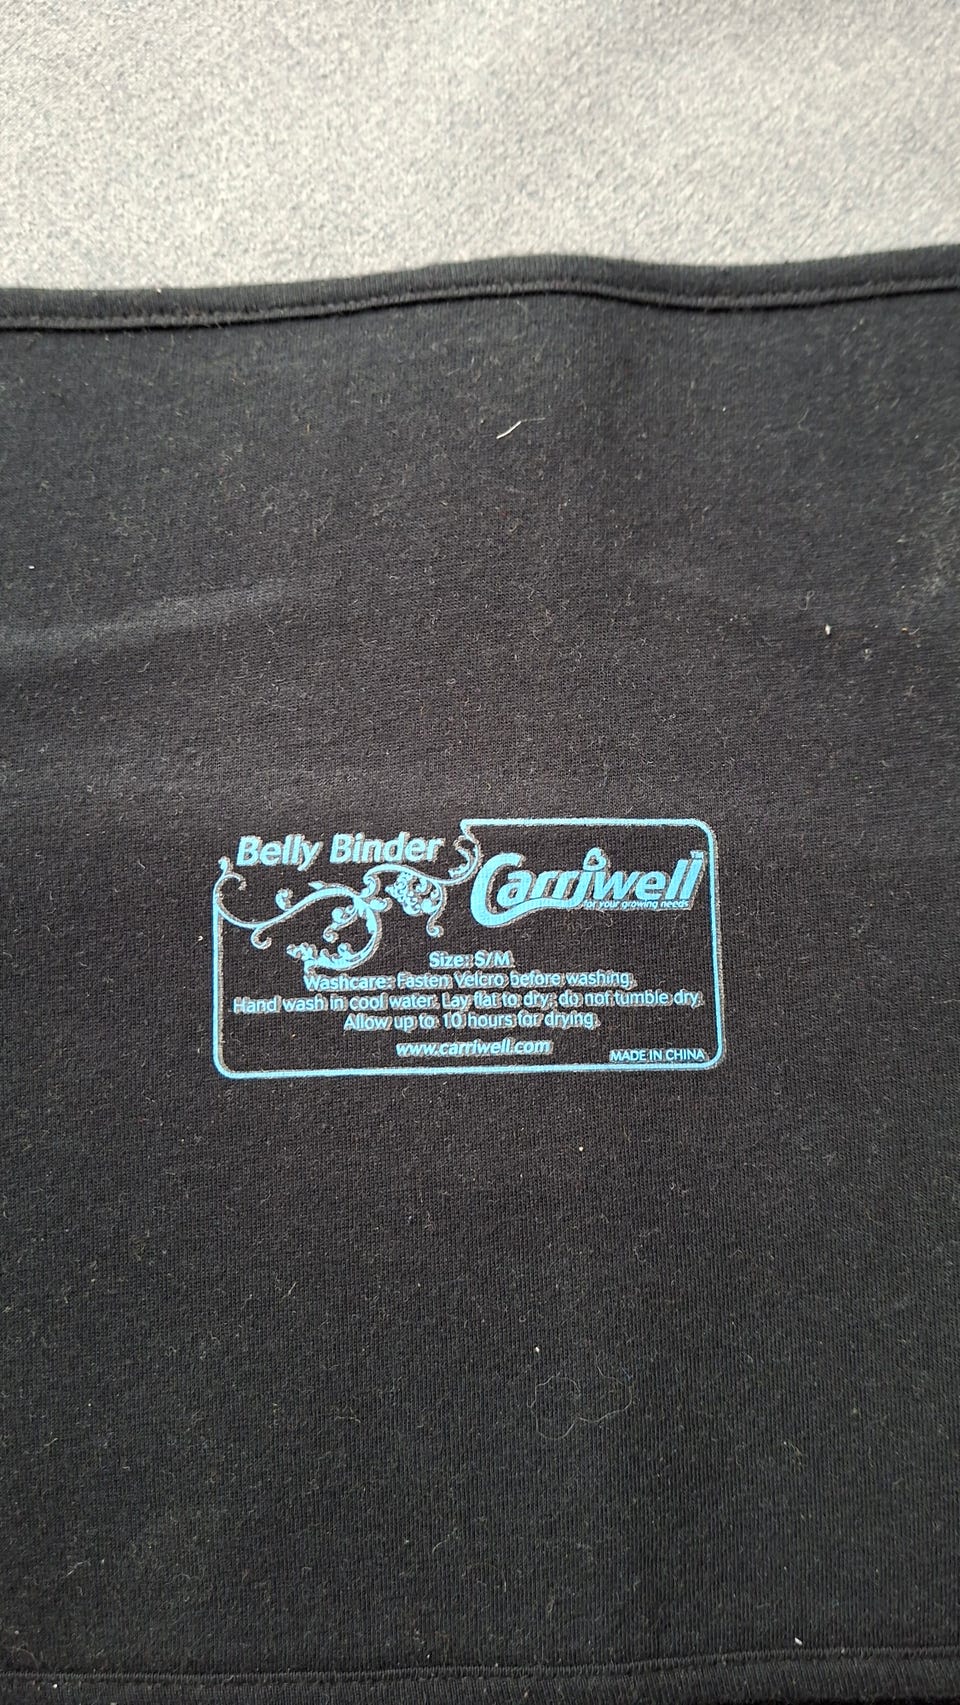 Belly Binder
Carriwell
for your growing needs
Size: S/M
Washcare: Fasten Velcro before washing.
Hand wash in cool water. Lay flat to dry; do not tumble dry.
Allow up to 10 hours for drying.
www.carriwell.com
MADE IN CHINA